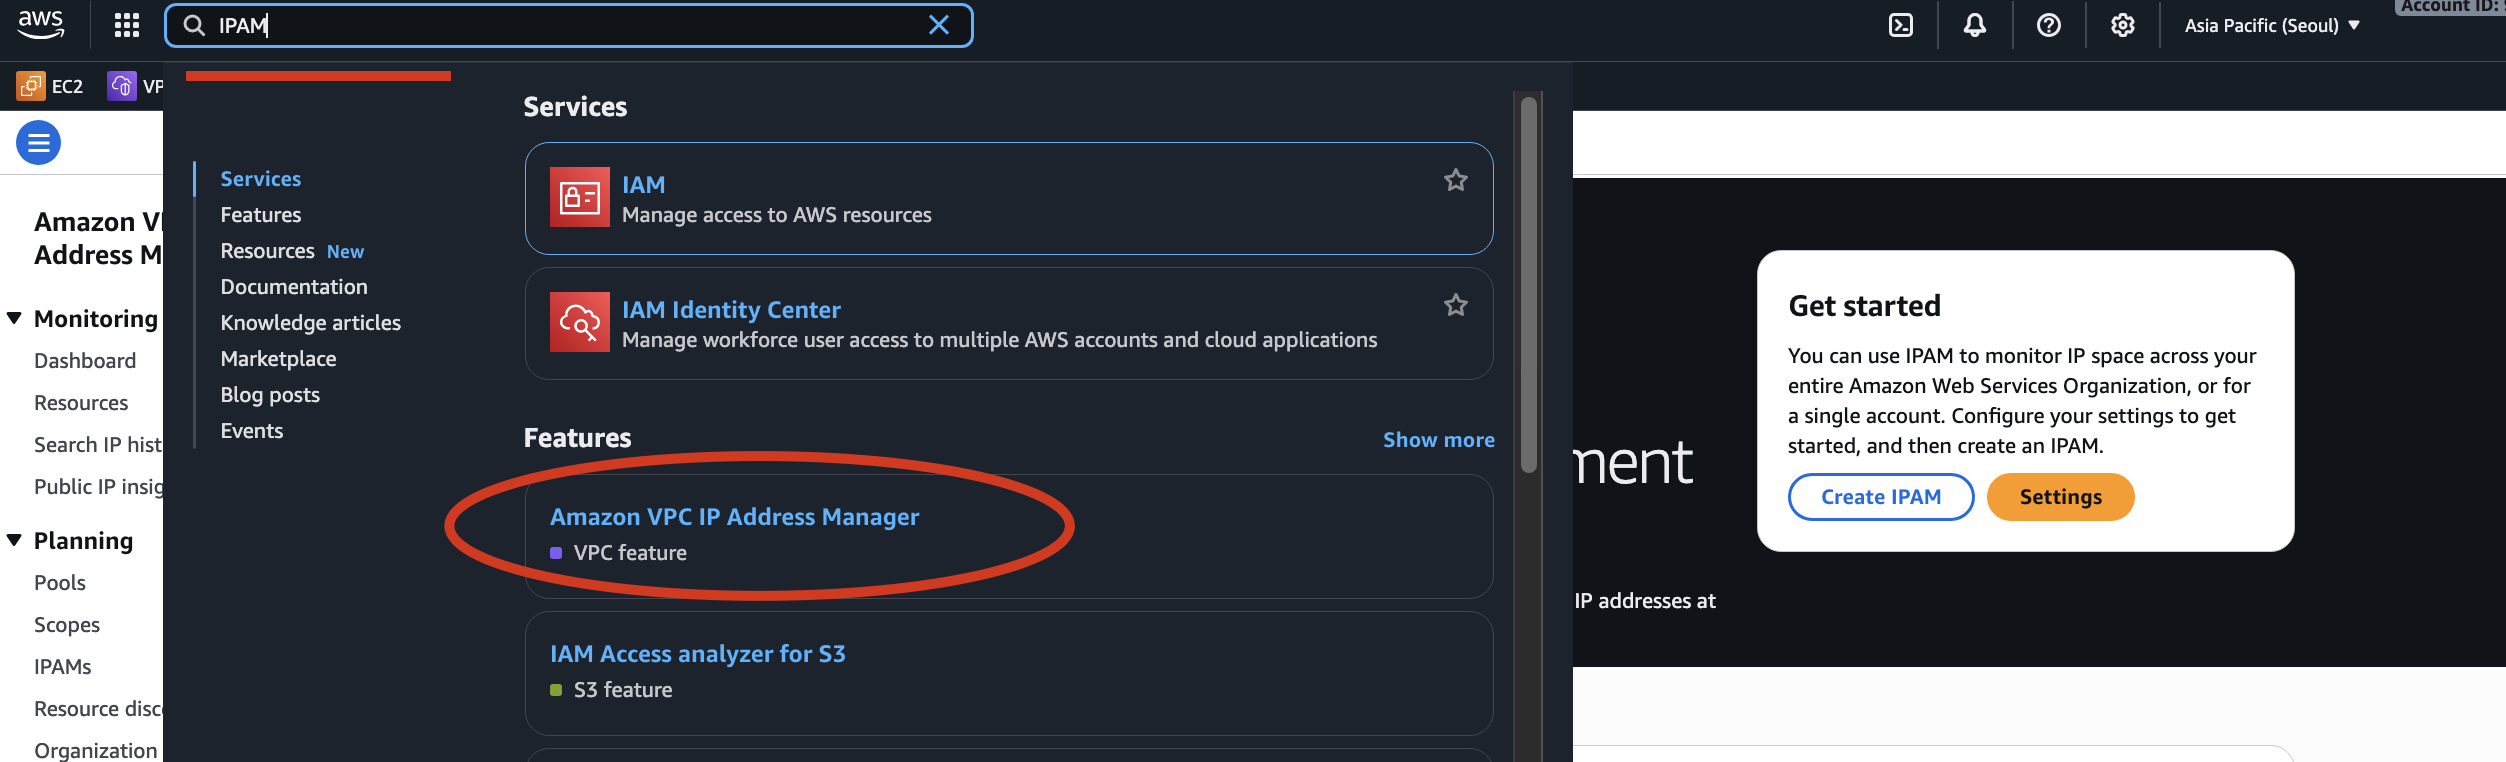 aws
IPAM
Asia Pacific (Seoul)
Account ID:
EC2
Services
Services
Features
Resources New
Documentation
Knowledge articles
Marketplace
Blog posts
Events
IAM
Manage access to AWS resources
IAM Identity Center
Manage workforce user access to multiple AWS accounts and cloud applications
Features
Show more
Amazon VPC IP Address Manager
VPC feature
IAM Access analyzer for S3
S3 feature
Amazon
Address M
Monitoring
Dashboard
Resources
Search IP hist
Public IP insig
Planning
Pools
Scopes
IPAMs
Resource disc
Organization
ment
IP addresses at
Get started
You can use IPAM to monitor IP space across your
entire Amazon Web Services Organization, or for
a single account. Configure your settings to get
started, and then create an IPAM.
Create IPAM
Settings